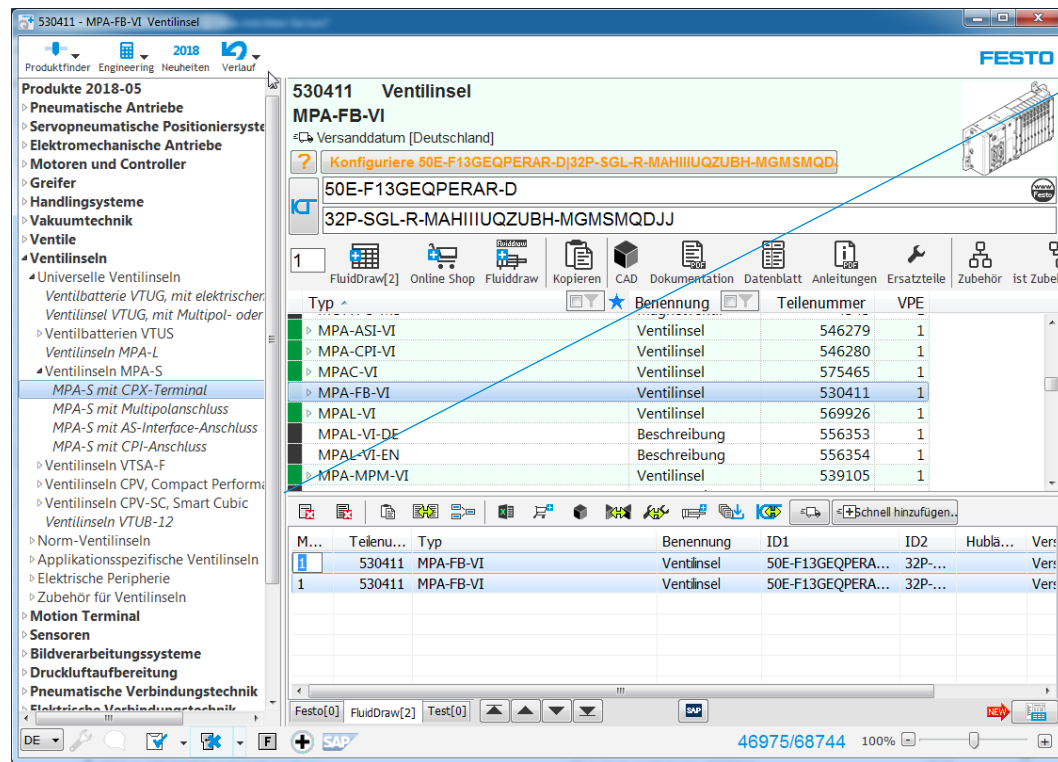 530411 - MPA-FB-VI Ventilinsel
Produktfinder Engineering Neuheiten Verlauf
2018
FESTO
Produkte 2018-05
Pneumatische Antriebe
Servopneumatische Positioniersyste
Elektromechanische Antriebe
Motoren und Controller
Greifer
Handlingsysteme
Vakuumtechnik
Ventile
Ventilinseln
Universelle Ventilinseln
Ventilbatterie VTUG, mit elektrischer
Ventilinsel VTUG, mit Multipol- oder
Ventilbatterien VTUS
Ventilinseln MPA-L
Ventilinseln MPA-S
MPA-S mit CPX-Terminal
MPA-S mit Multipolanschluss
MPA-S mit AS-Interface-Anschluss
MPA-S mit CPI-Anschluss
Ventilinseln VTSA-F
Ventilinseln CPV, Compact Performa
Ventilinseln CPV-SC, Smart Cubic
Ventilinseln VTUB-12
Norm-Ventilinseln
Applikationsspezifische Ventilinseln
Elektrische Peripherie
Zubehör für Ventilinseln
Motion Terminal
Sensoren
Bildverarbeitungssysteme
Druckluftaufbereitung
Pneumatische Verbindungstechnik
Elektrische Verbindungstechnik
530411 Ventilinsel
MPA-FB-VI
Versanddatum [Deutschland]
? Konfiguriere 50E-F13GEQPERAR-D|32P-SGL-R-MAHIIIUQZUBH-MGMSMQD
50E-F13GEQPERAR-D
32P-SGL-R-MAHIIIUQZUBH-MGMSMQDJJ
1
FluidDraw[2] Online Shop Fluiddraw Kopieren CAD Dokumentation Datenblatt Anleitungen Ersatzteile Zubehör ist Zubel
Typ Benennung Teilenummer VPE
MPA-ASI-VI Ventilinsel 546279 1
MPA-CPI-VI Ventilinsel 546280 1
MPAC-VI Ventilinsel 575465 1
MPA-FB-VI Ventilinsel 530411 1
MPAL-VI Ventilinsel 569926 1
MPAL-VI-DE Beschreibung 556353 1
MPAL-VI-EN Beschreibung 556354 1
MPA-MPM-VI Ventilinsel 539105 1
Schnell hinzufügen..
M... Teilenu... Typ Benennung ID1 ID2 Hublä... Vers
1 530411 MPA-FB-VI Ventilinsel 50E-F13GEQPERA... 32P-... Vers
1 530411 MPA-FB-VI Ventilinsel 50E-F13GEQPERA... 32P-... Vers
Festo[0] FluidDraw[2] Test[0] SAP NEW
DE F SAP 46975/68744 100%